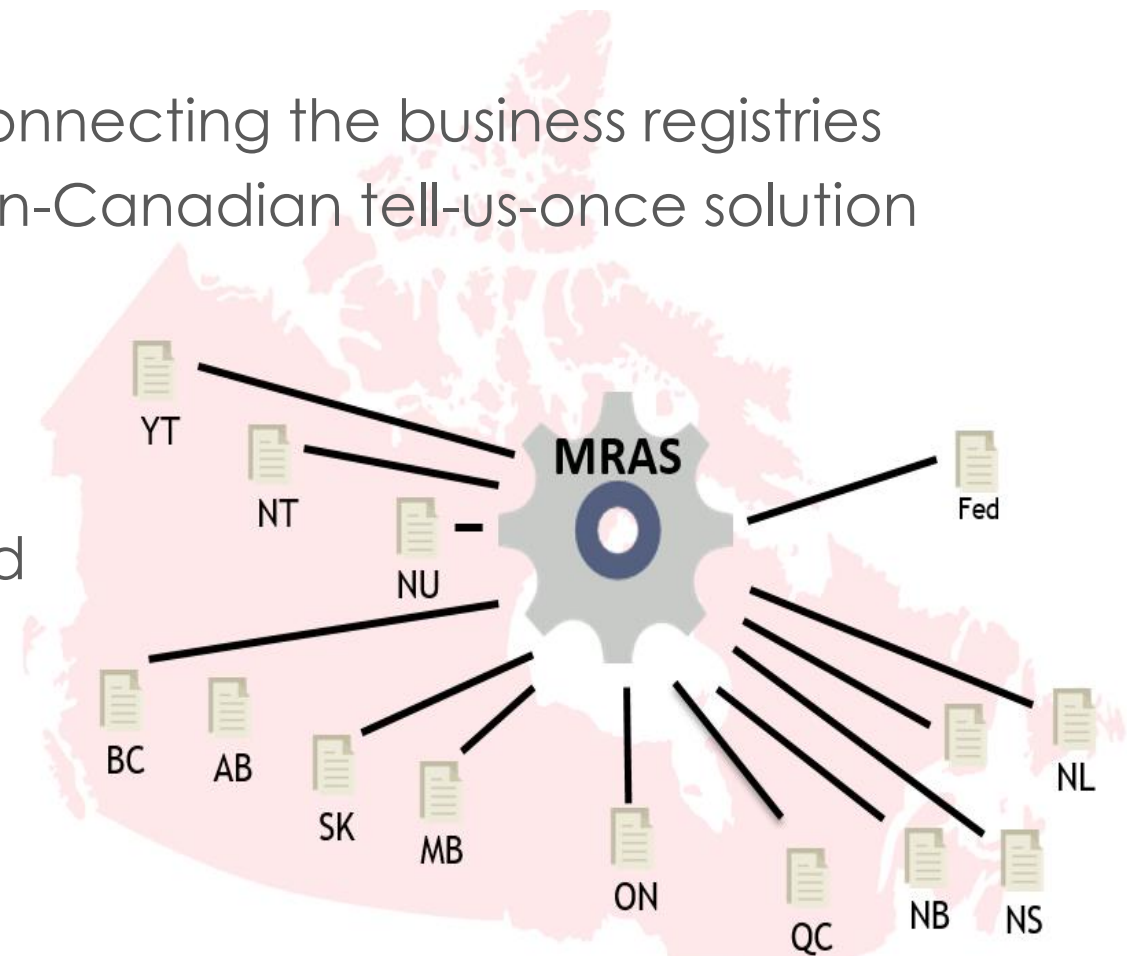 onnecting the business registries
n-Canadian tell-us-once solution
YT
MRAS
NT
Fed
NU
d
BC
AB
NL
SK
MB
ON
NB
NS
QC